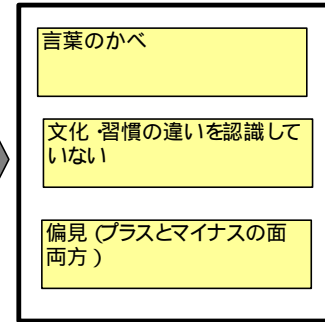 言葉のかべ
文化・習慣の違いを認識して
いない
偏見(プラスとマイナスの面
両方)